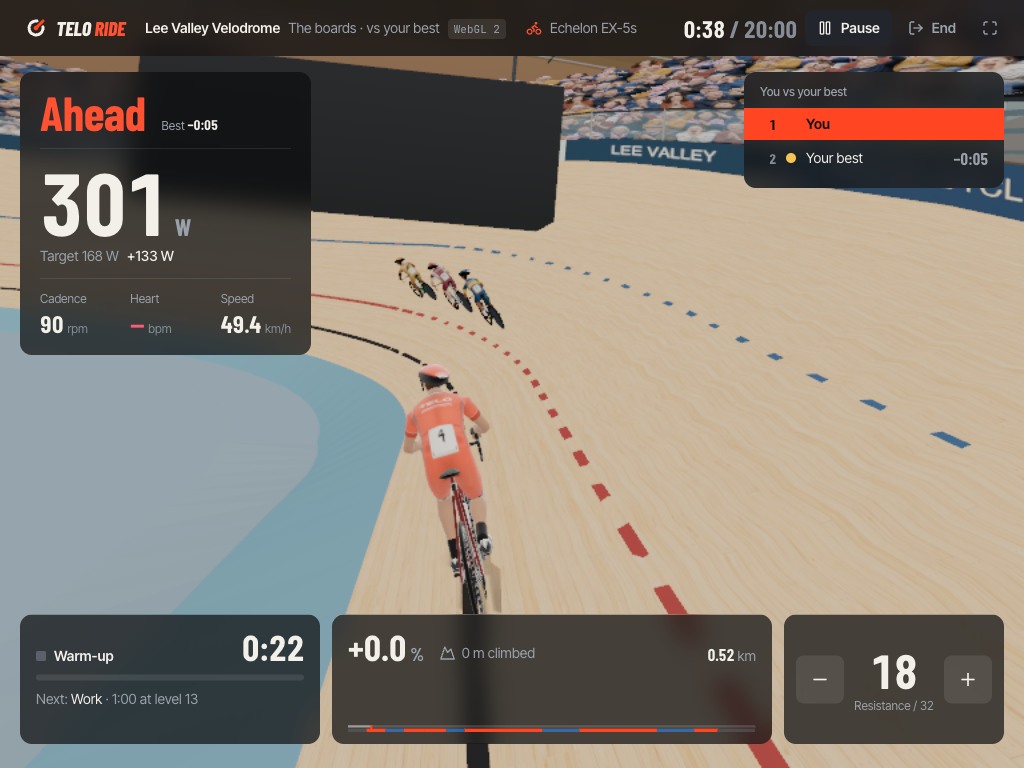 TELO RIDE Lee Valley Velodrome The boards · vs your best WebGL 2 Echelon EX-5s 0:38 / 20:00 Pause End
Ahead Best −0:05
301 W
Target 168 W +133 W
Cadence Heart Speed
90 rpm — bpm 49.4 km/h
You vs your best
1 You
2 Your best −0:05
LEE VALLEY
TELO
4
Warm-up 0:22
Next: Work · 1:00 at level 13
+0.0 % 0 m climbed 0.52 km
− 18 +
Resistance / 32